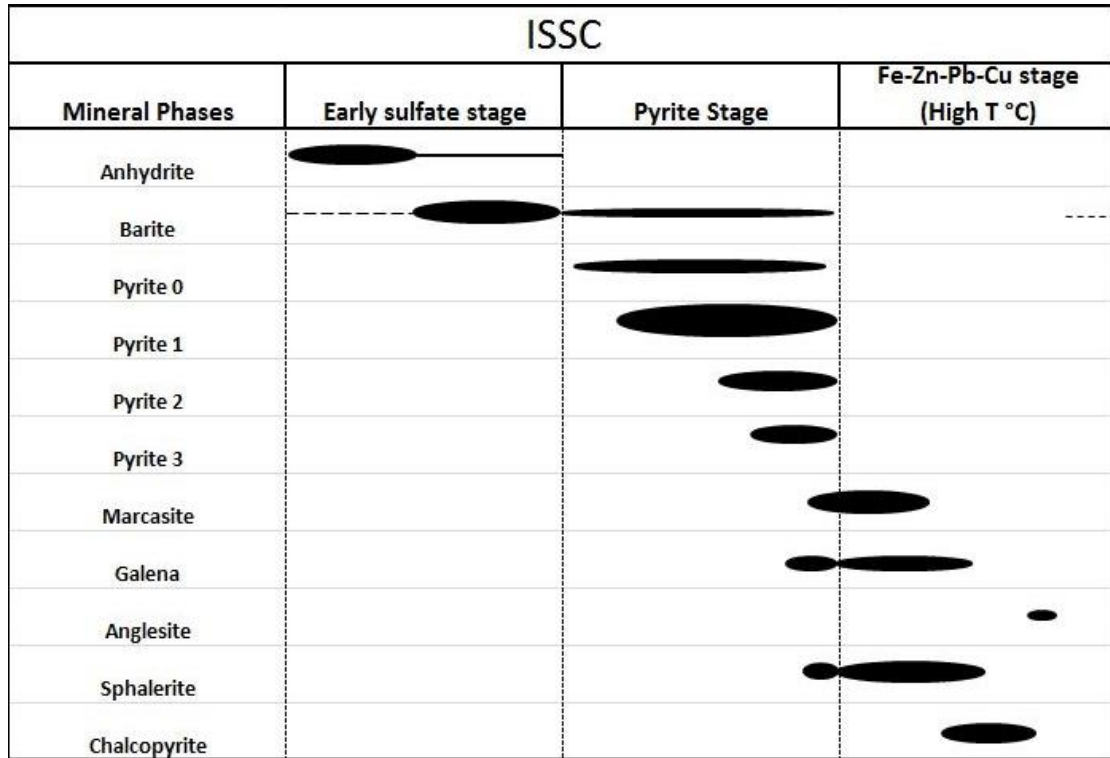 ISSC
Mineral Phases
Early sulfate stage
Pyrite Stage
Fe-Zn-Pb-Cu stage
(High T °C)
Anhydrite
Barite
Pyrite 0
Pyrite 1
Pyrite 2
Pyrite 3
Marcasite
Galena
Anglesite
Sphalerite
Chalcopyrite